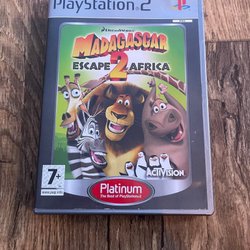 PlayStation 2
DREAMWORKS
MADAGASCAR
ESCAPE 2 AFRICA
7+
www.pegi.info
ACTIVISION
Platinum
The Best of PlayStation 2